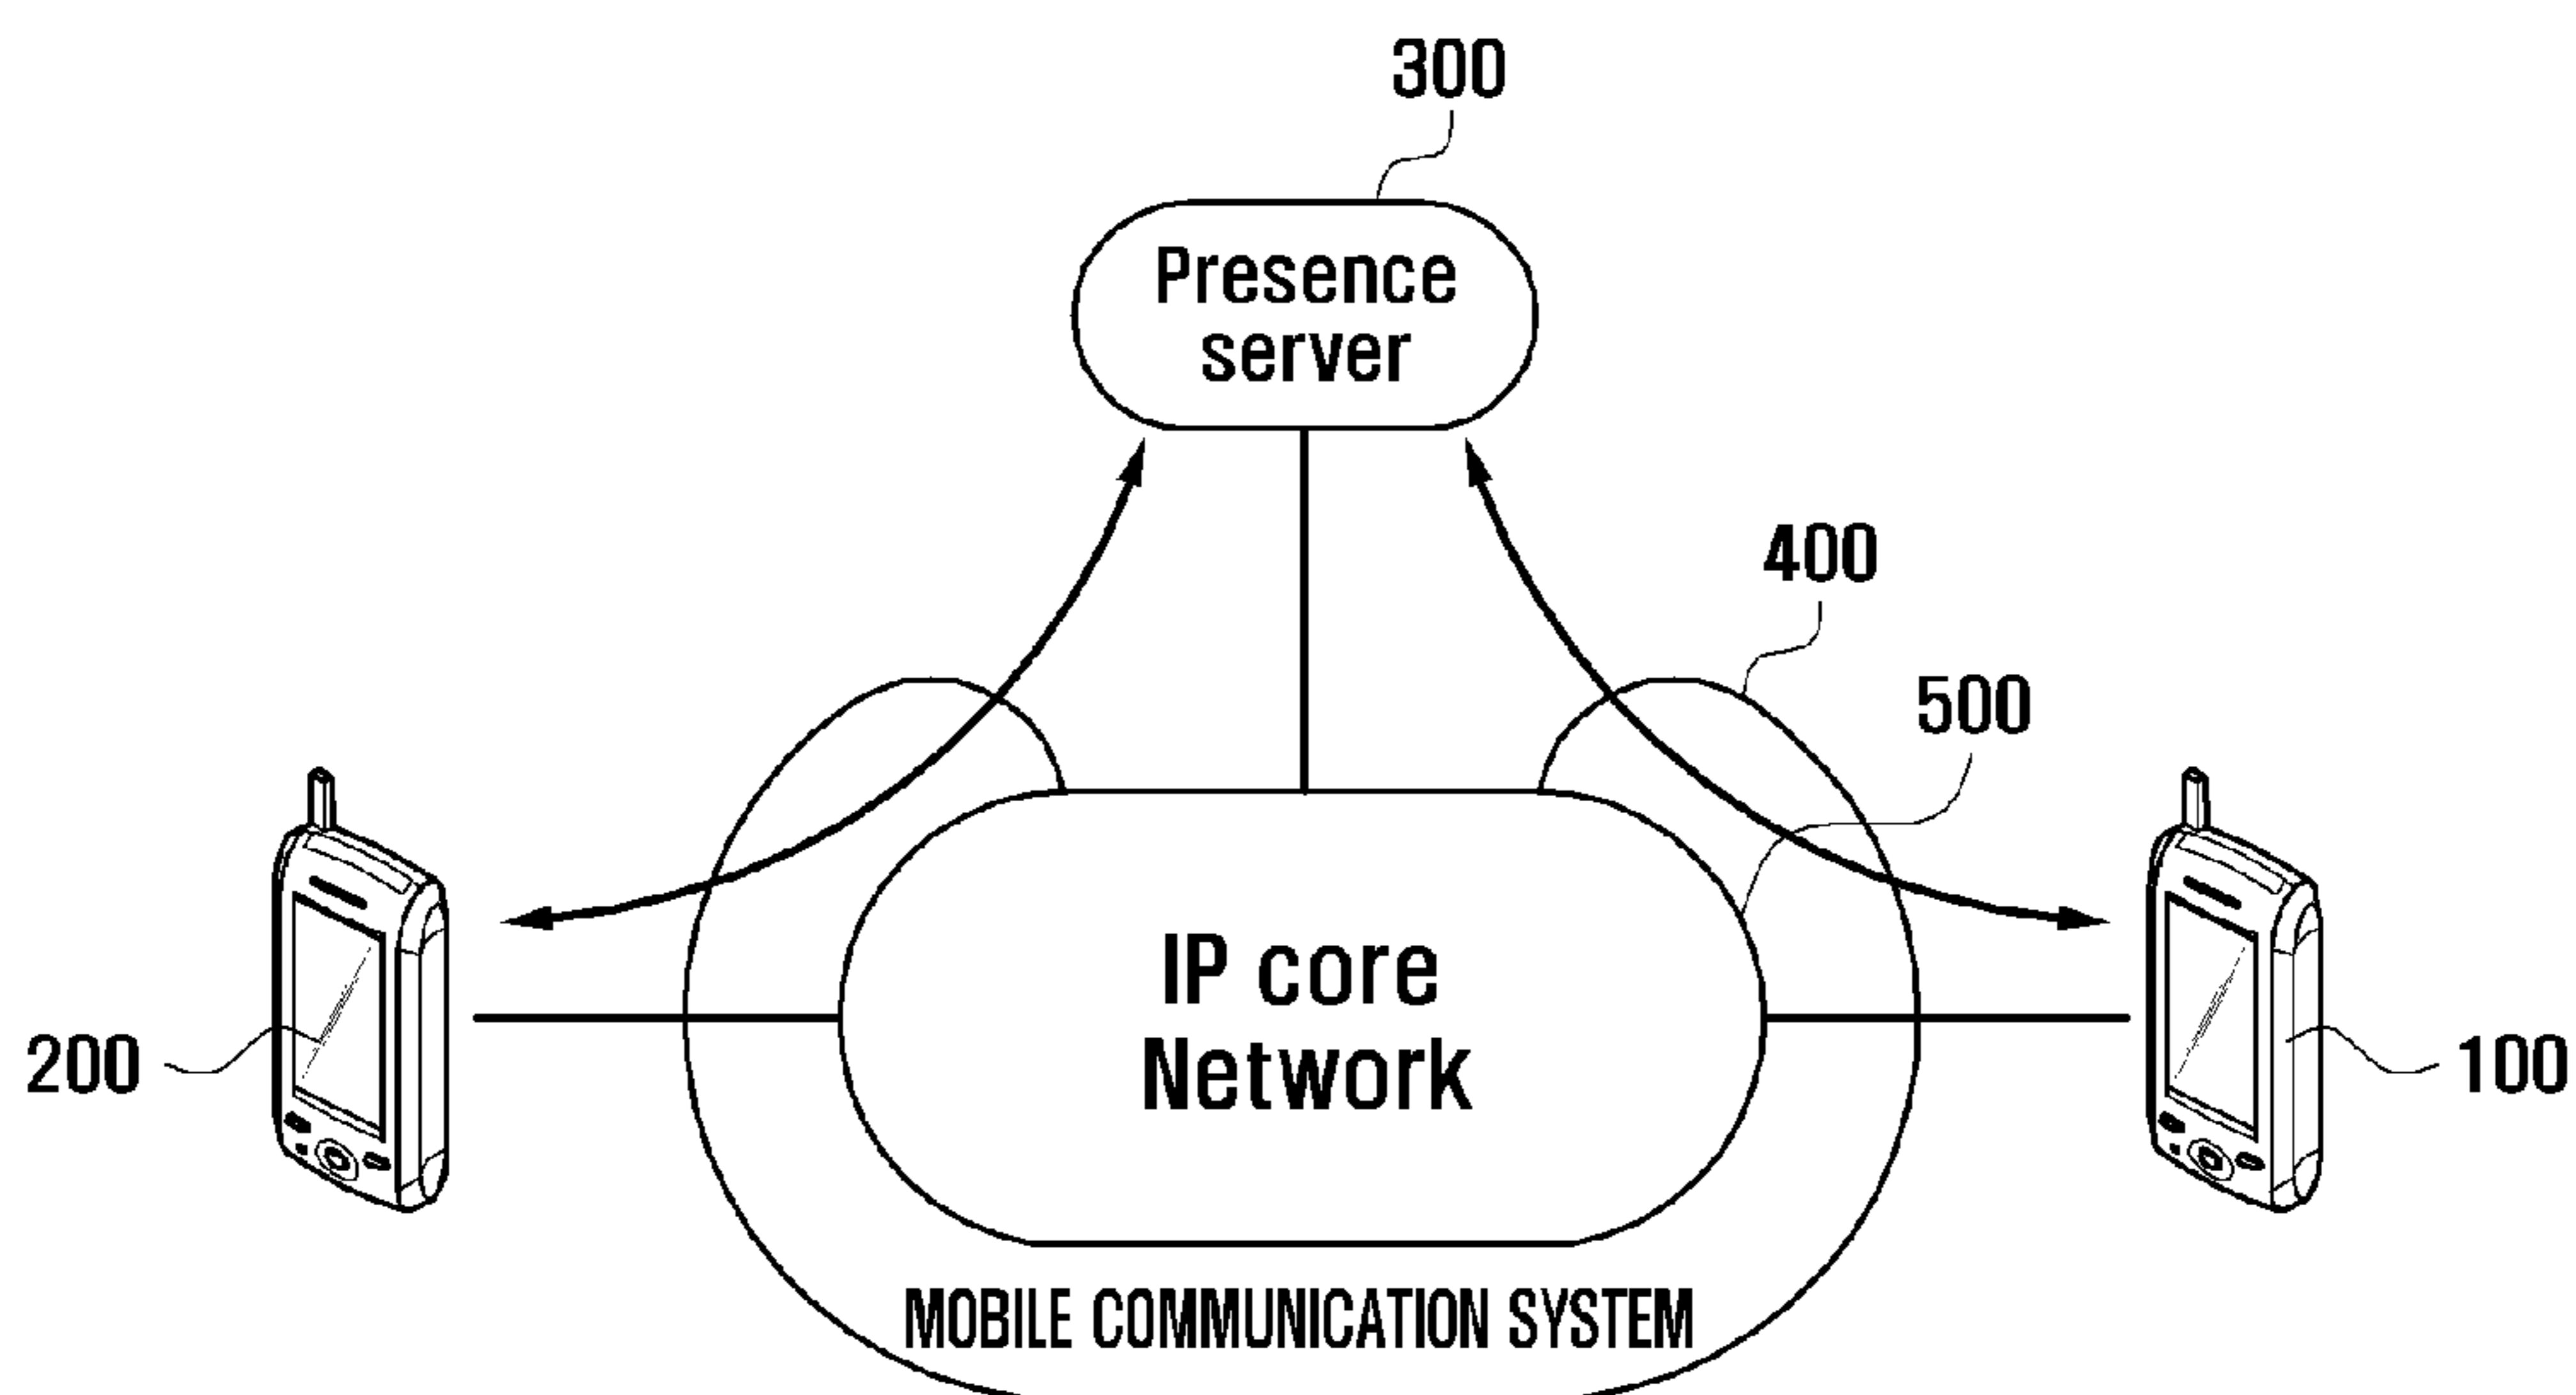 300
Presence
server
400
500
IP core
Network
200
100
MOBILE COMMUNICATION SYSTEM